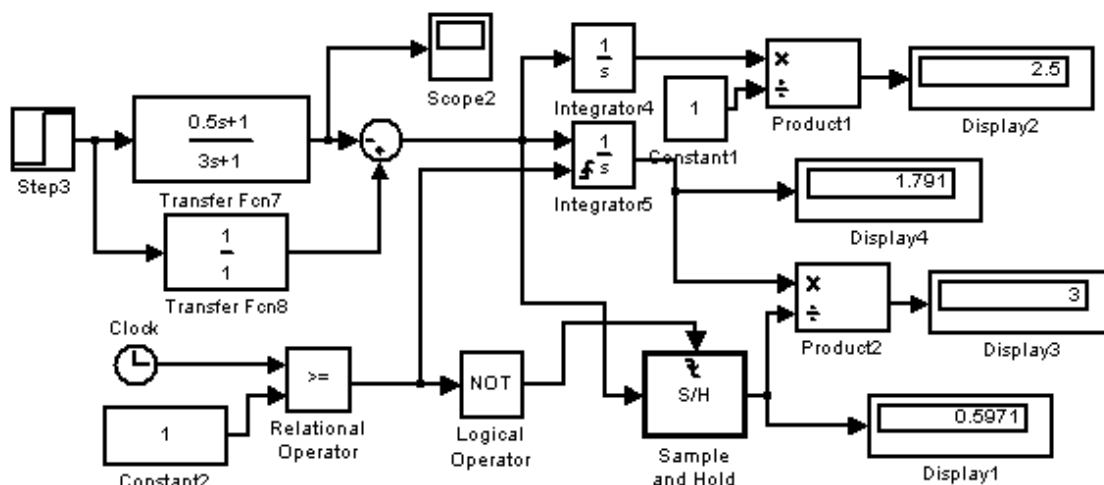 Step3
0.5s+1
3s+1
Transfer Fcn7
1
1
Transfer Fcn8
Scope2
1
s
Integrator4
1
s
Integrator5
1
Constant1
×
÷
Product1
2.5
Display2
1.791
Display4
×
÷
Product2
3
Display3
Clock
1
Constant2
>=
Relational
Operator
NOT
Logical
Operator
S/H
Sample
and Hold
0.5971
Display1